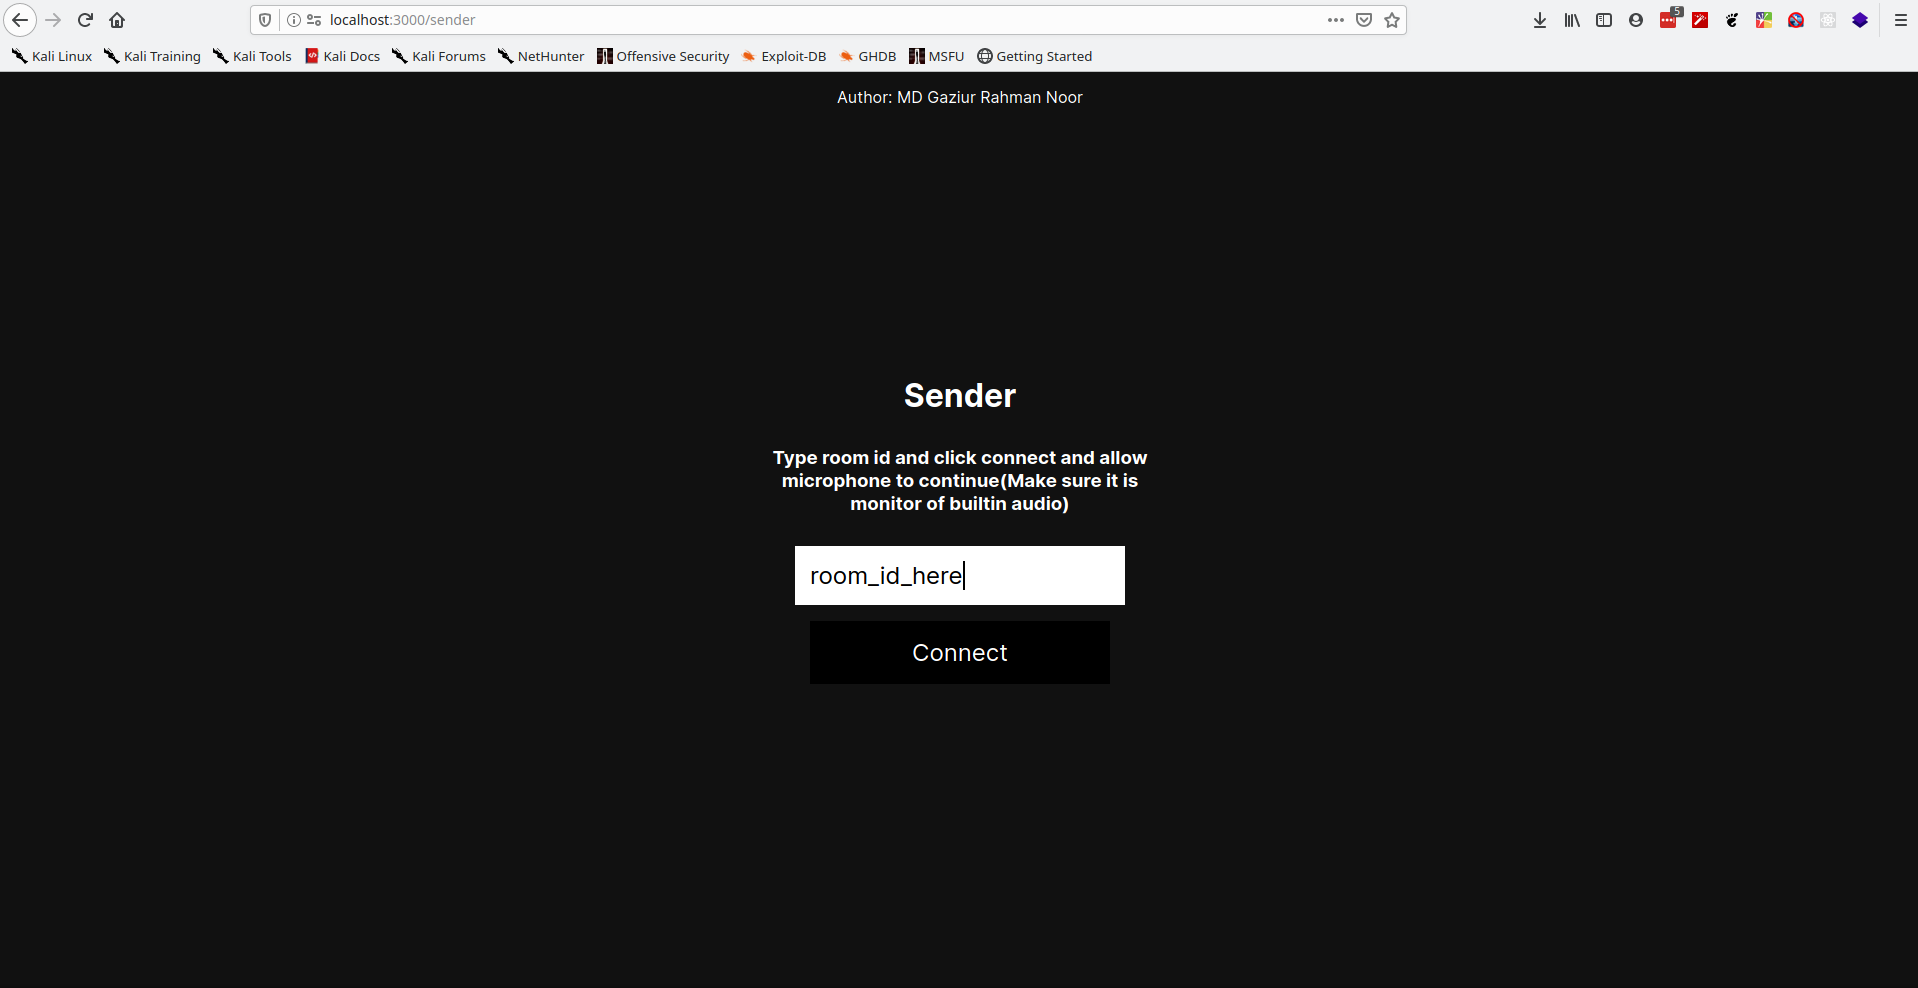 localhost:3000/sender
5
Kali Linux Kali Training Kali Tools Kali Docs Kali Forums NetHunter Offensive Security Exploit-DB GHDB MSFU Getting Started
Author: MD Gaziur Rahman Noor
Sender
Type room id and click connect and allow
microphone to continue(Make sure it is
monitor of builtin audio)
room_id_here
Connect